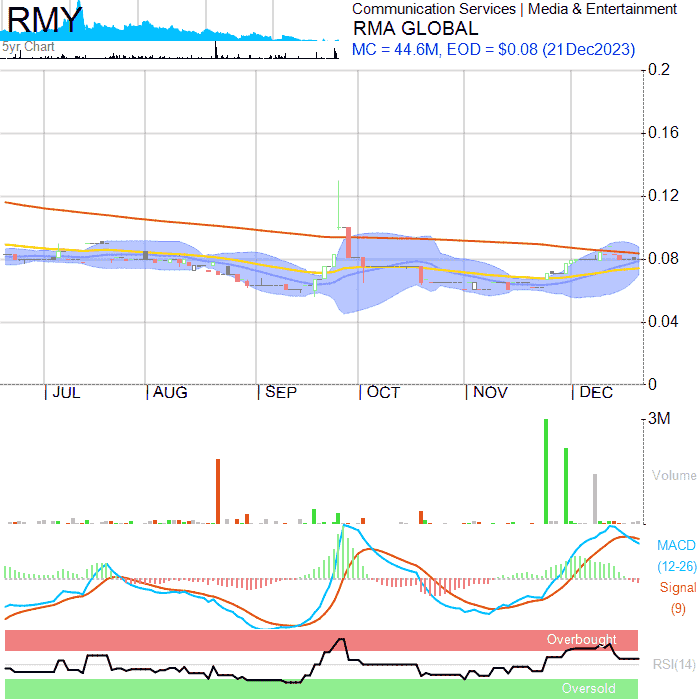 RMY
5yr Chart
Communication Services | Media & Entertainment
RMA GLOBAL
MC = 44.6M, EOD = $0.08 (21Dec2023)
0.2
0.16
0.12
0.08
0.04
0
JUL AUG SEP OCT NOV DEC
3M
Volume
MACD
(12-26)
Signal
(9)
Overbought
RSI(14)
Oversold